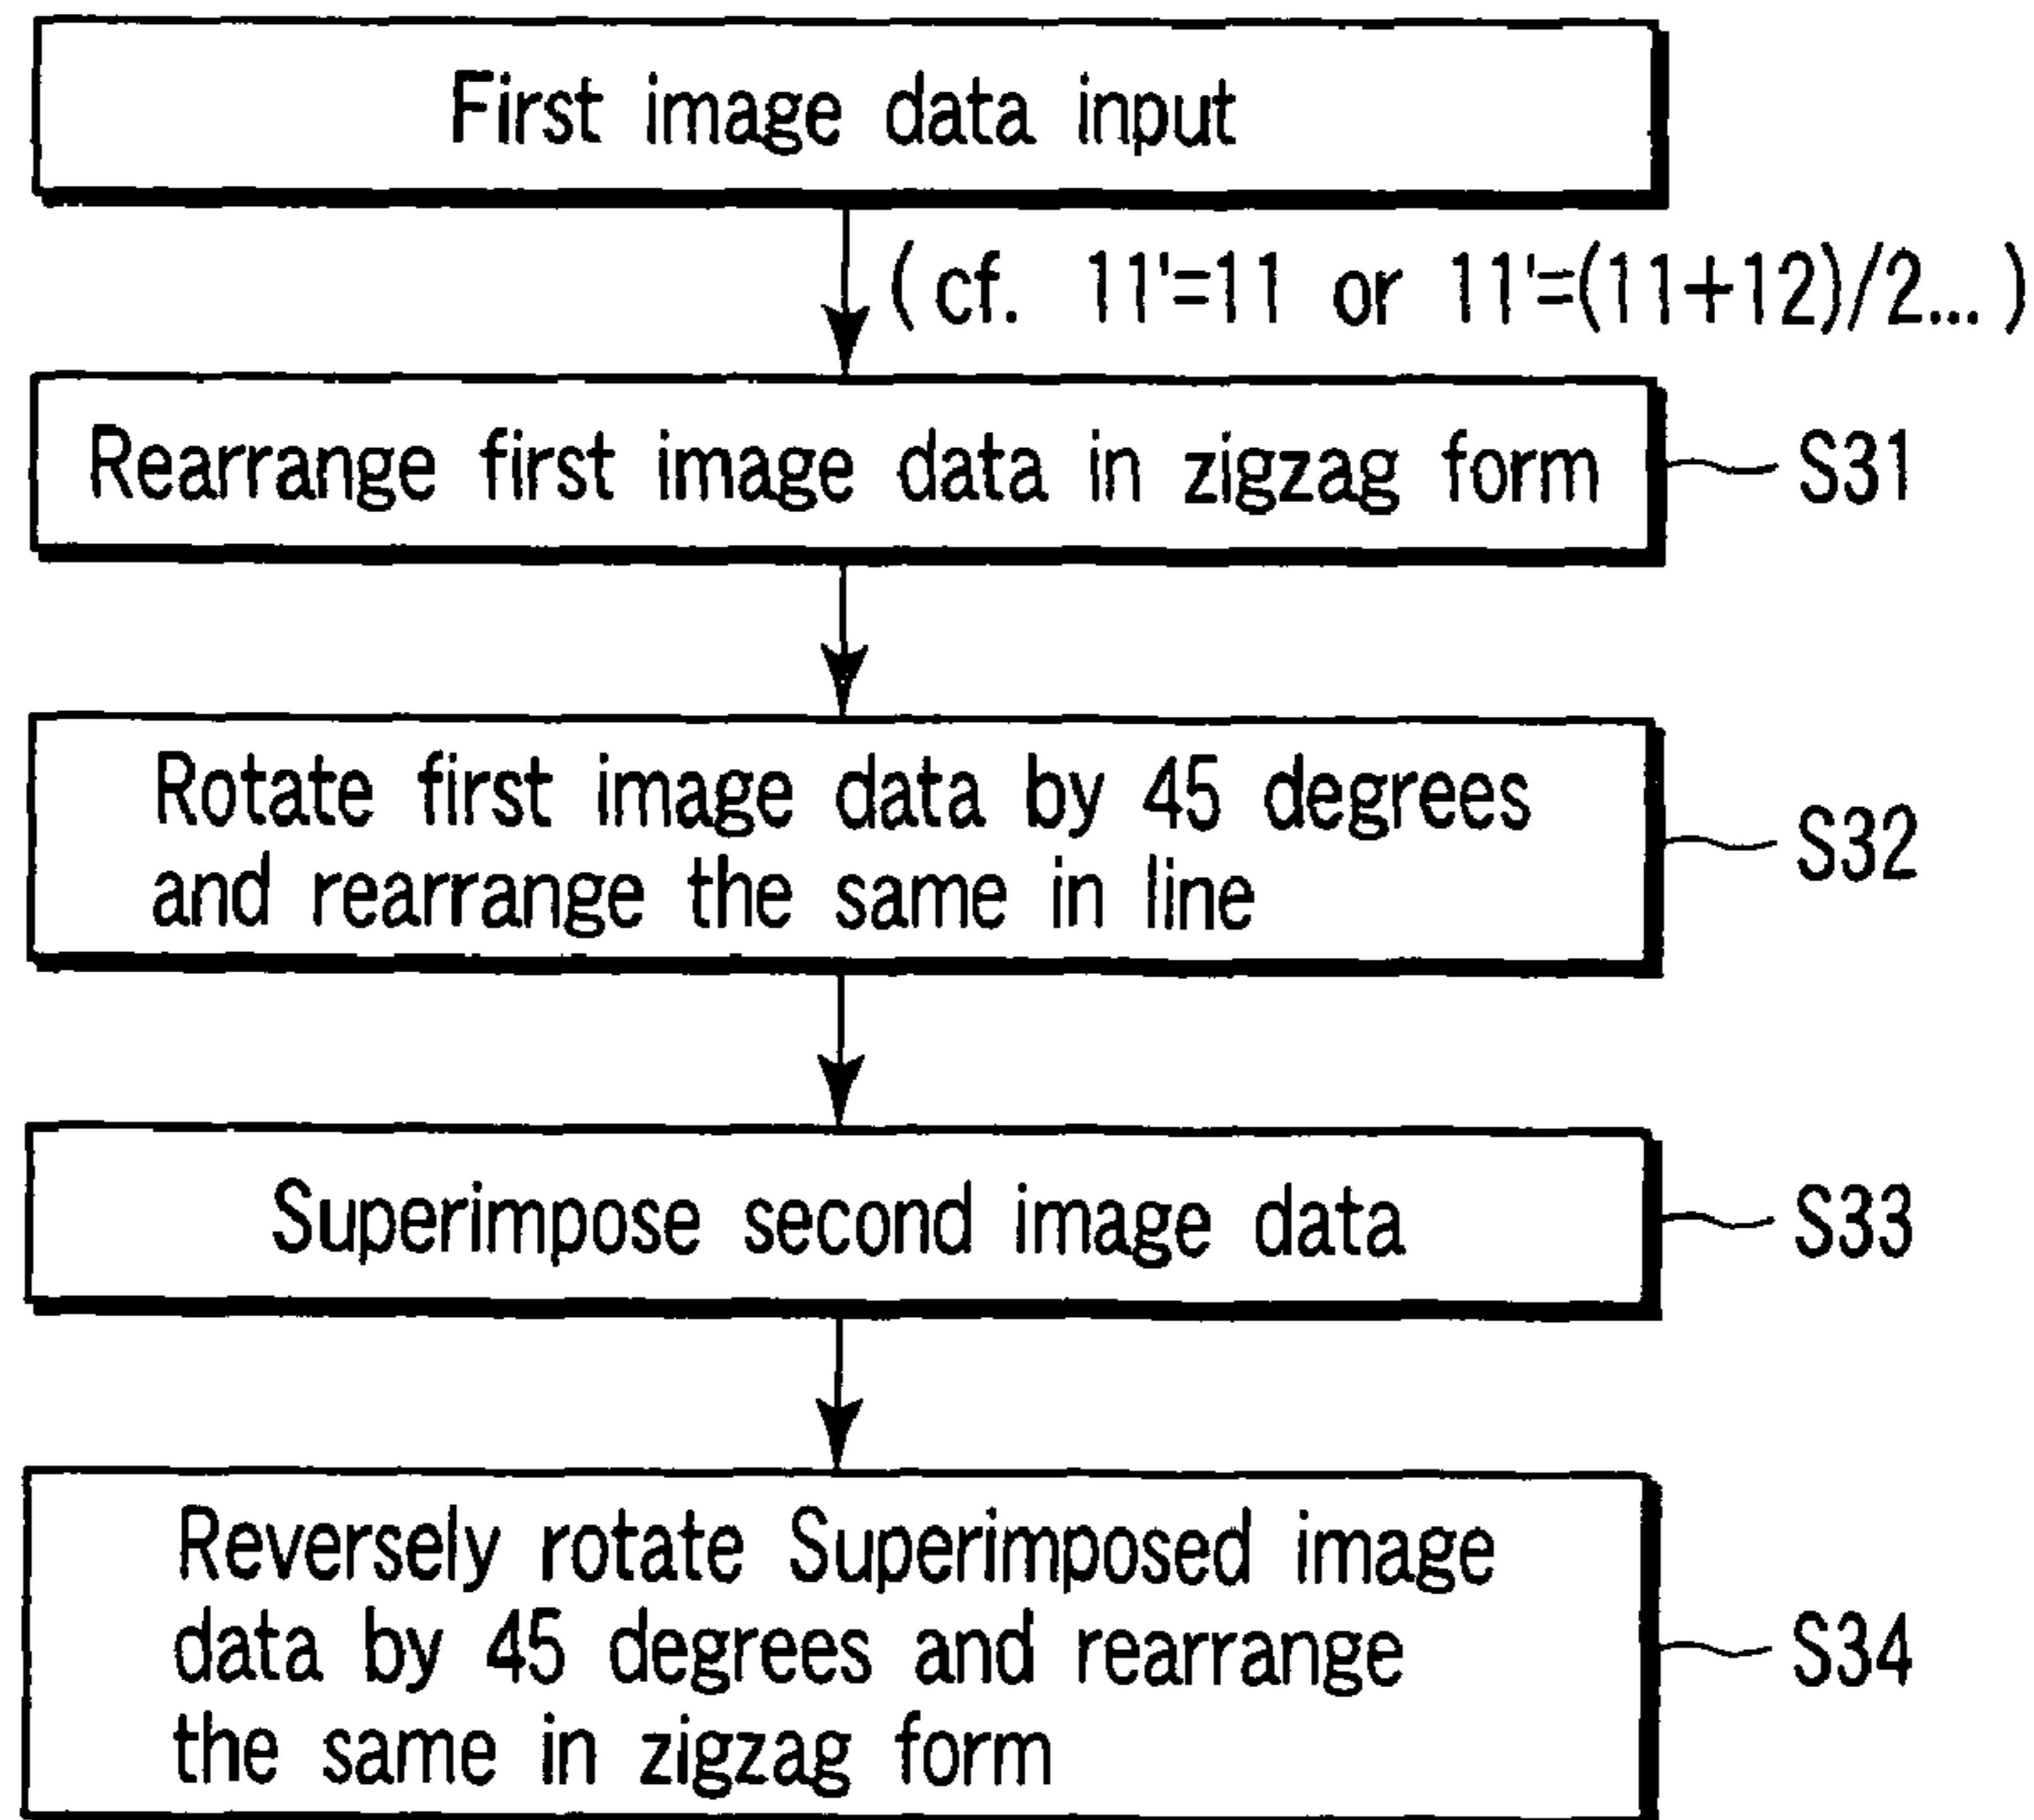 First image data input
(cf. 11'=11 or 11'=(11+12)/2... )
Rearrange first image data in zigzag form
S31
Rotate first image data by 45 degrees
and rearrange the same in line
S32
Superimpose second image data
S33
Reversely rotate Superimposed image
data by 45 degrees and rearrange
the same in zigzag form
S34